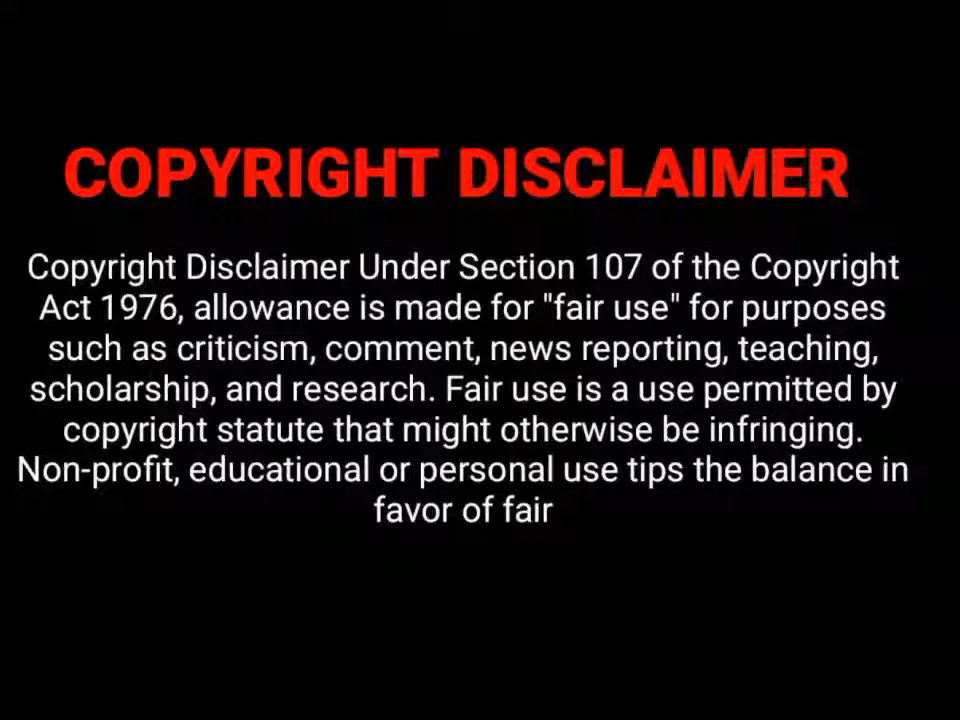 COPYRIGHT DISCLAIMER
Copyright Disclaimer Under Section 107 of the Copyright
Act 1976, allowance is made for "fair use" for purposes
such as criticism, comment, news reporting, teaching,
scholarship, and research. Fair use is a use permitted by
copyright statute that might otherwise be infringing.
Non-profit, educational or personal use tips the balance in
favor of fair